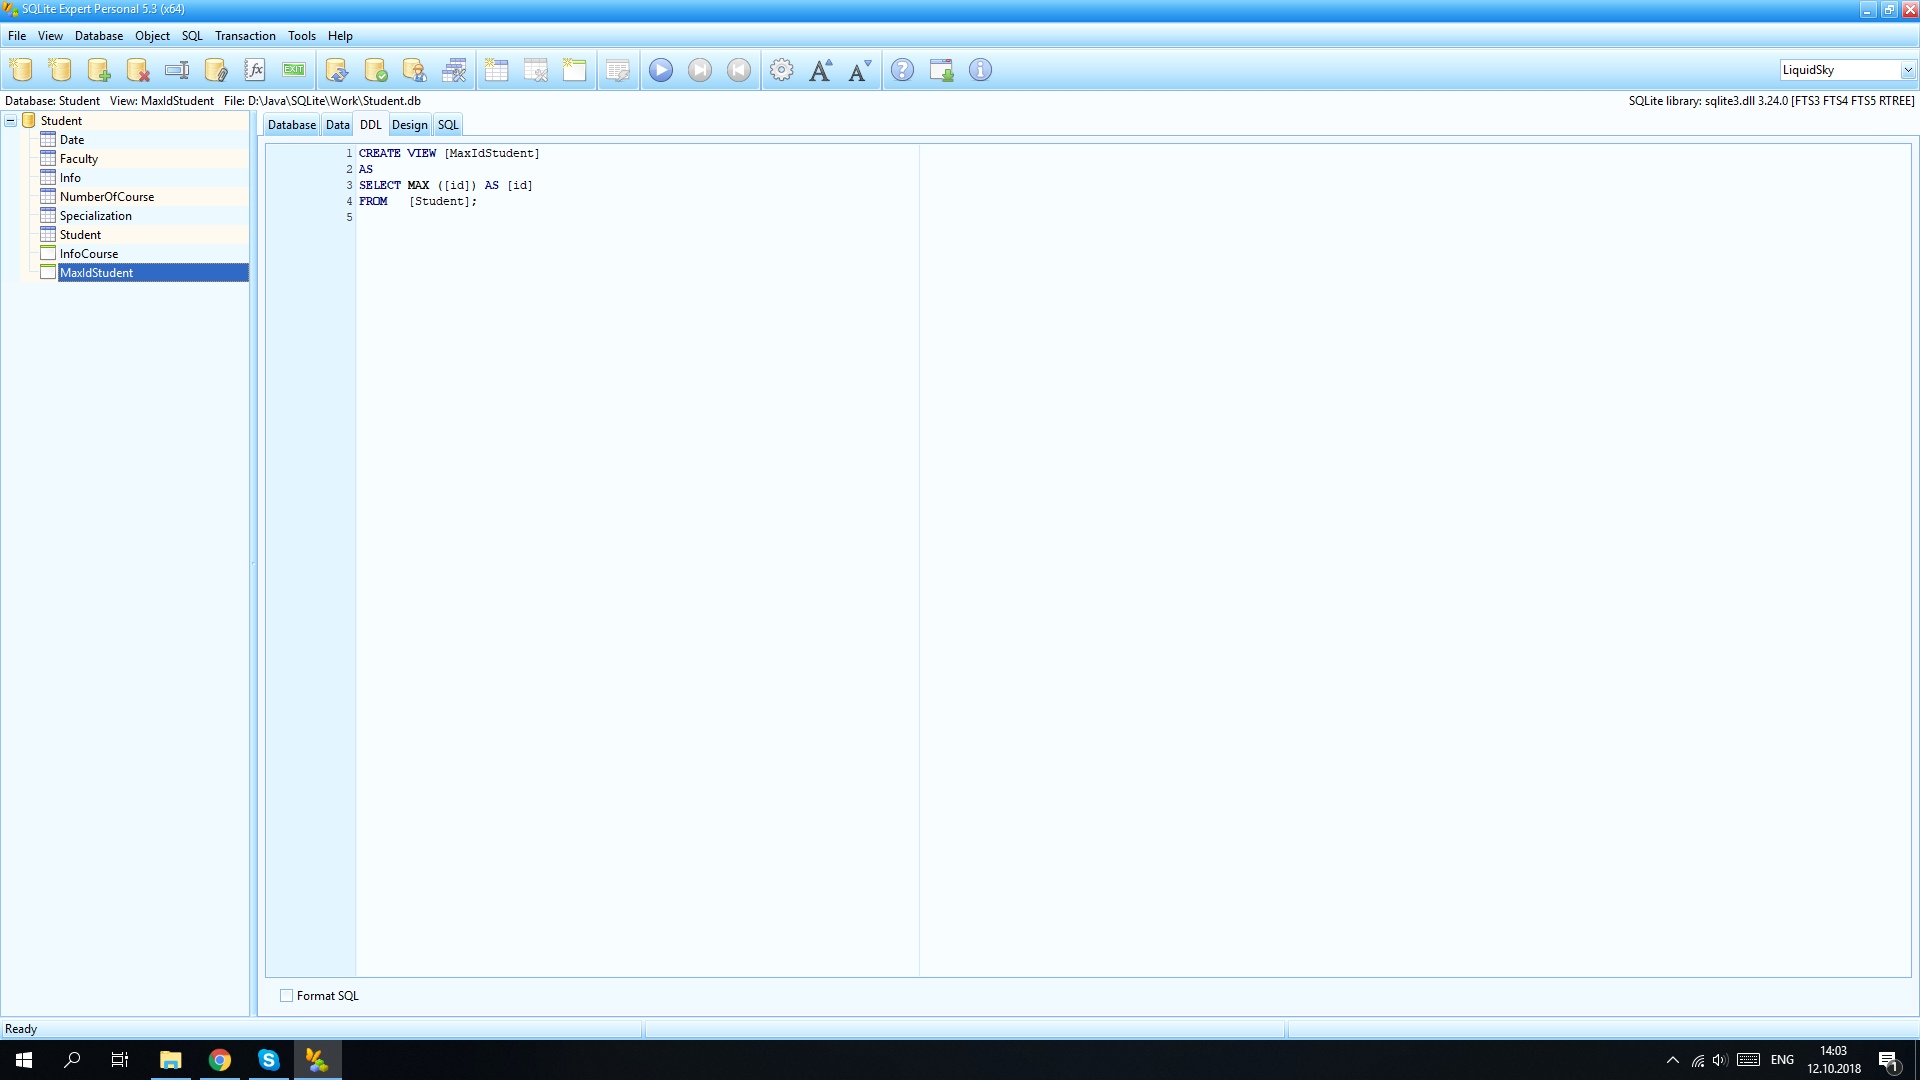 SQLite Expert Personal 5.3 (x64)
File View Database Object SQL Transaction Tools Help
EXIT
LiquidSky
Database: Student View: MaxIdStudent File: D:\Java\SQLite\Work\Student.db
SQLite library: sqlite3.dll 3.24.0 [FTS3 FTS4 FTS5 RTREE]
Student
Date
Faculty
Info
NumberOfCourse
Specialization
Student
InfoCourse
MaxIdStudent
Database Data DDL Design SQL
1 CREATE VIEW [MaxIdStudent]
2 AS
3 SELECT MAX ([id]) AS [id]
4 FROM [Student];
5
Format SQL
Ready
ENG
14:03
12.10.2018
1